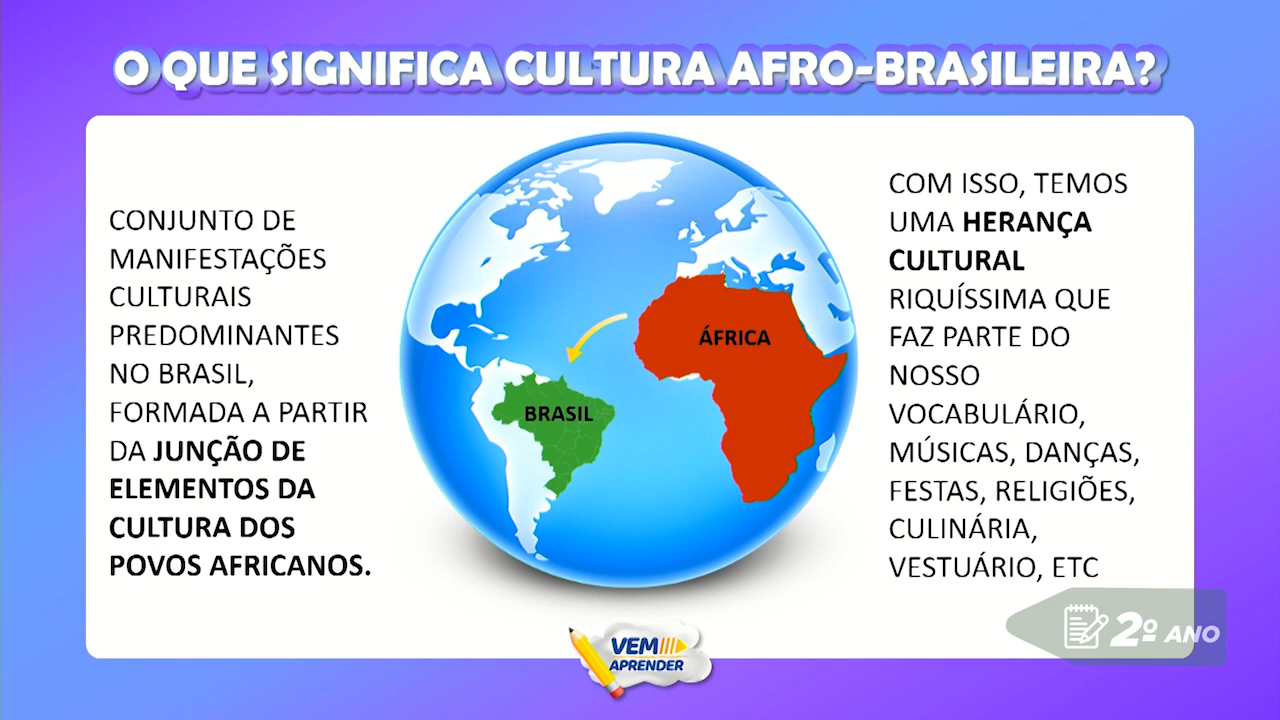 O QUE SIGNIFICA CULTURA AFRO-BRASILEIRA?
CONJUNTO DE
MANIFESTAÇÕES
CULTURAIS
PREDOMINANTES
NO BRASIL,
FORMADA A PARTIR
DA JUNÇÃO DE
ELEMENTOS DA
CULTURA DOS
POVOS AFRICANOS.
ÁFRICA
BRASIL
COM ISSO, TEMOS
UMA HERANÇA
CULTURAL
RIQUÍSSIMA QUE
FAZ PARTE DO
NOSSO
VOCABULÁRIO,
MÚSICAS, DANÇAS,
FESTAS, RELIGIÕES,
CULINÁRIA,
VESTUÁRIO, ETC
2º ANO
VEM
APRENDER